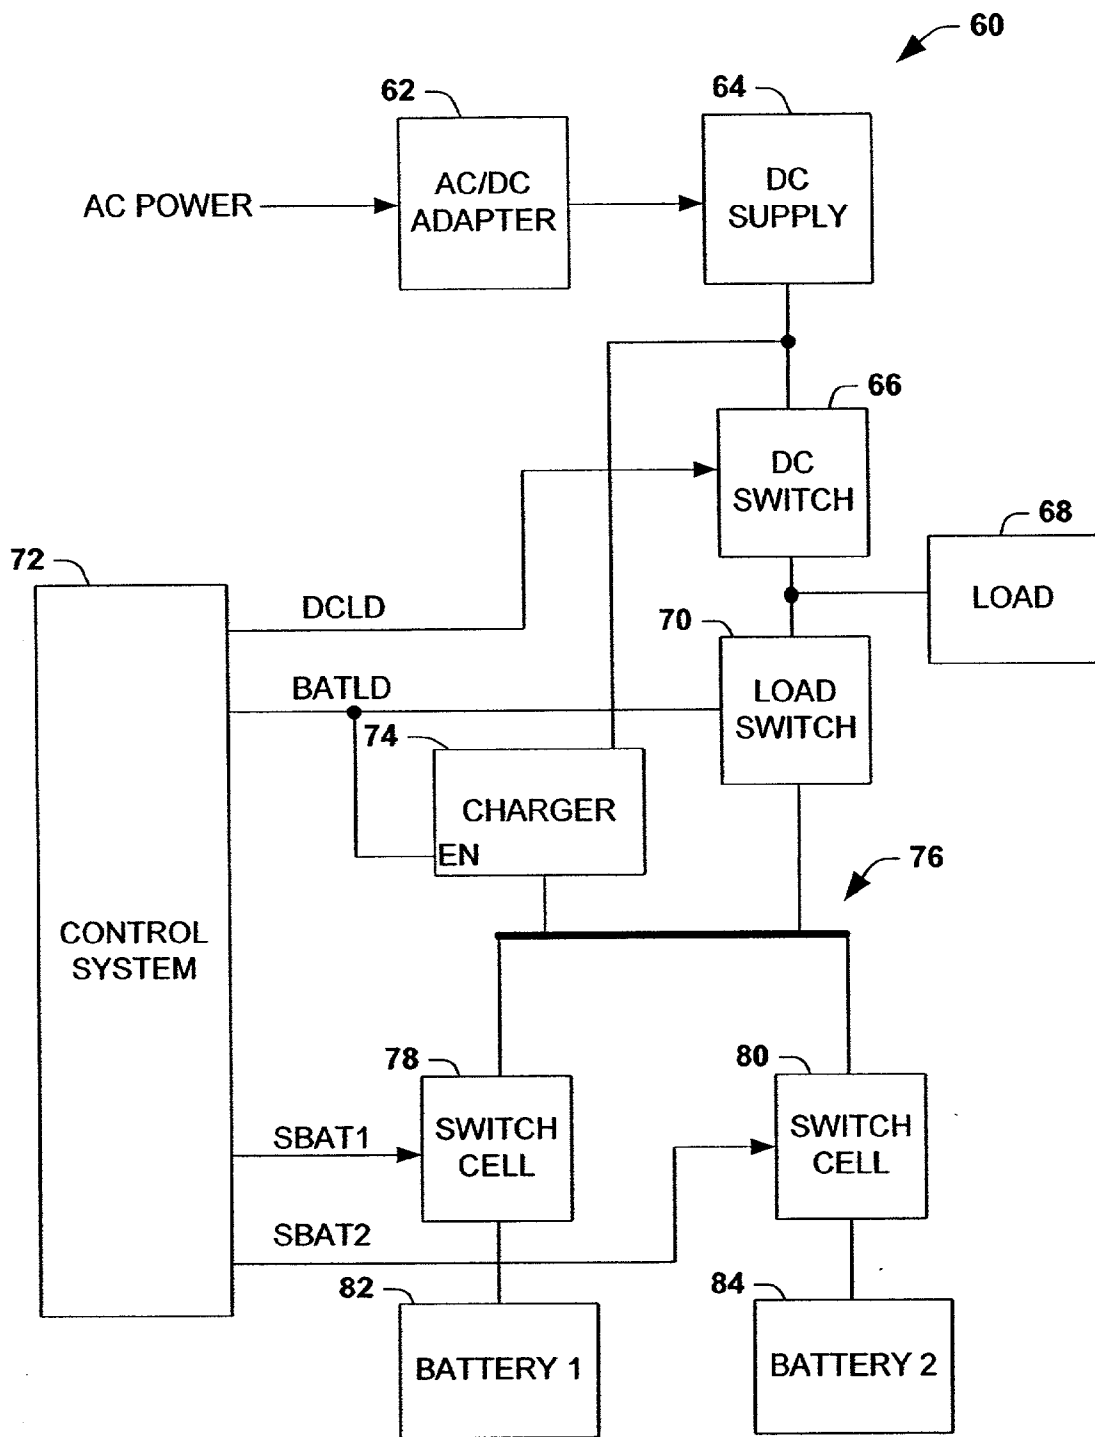 60
62
64
AC POWER
AC/DC
ADAPTER
DC
SUPPLY
66
DC
SWITCH
68
LOAD
72
DCLD
70
BATLD
LOAD
SWITCH
74
CHARGER
EN
76
CONTROL
SYSTEM
78
80
SBAT1
SWITCH
CELL
SWITCH
CELL
SBAT2
82
84
BATTERY 1
BATTERY 2